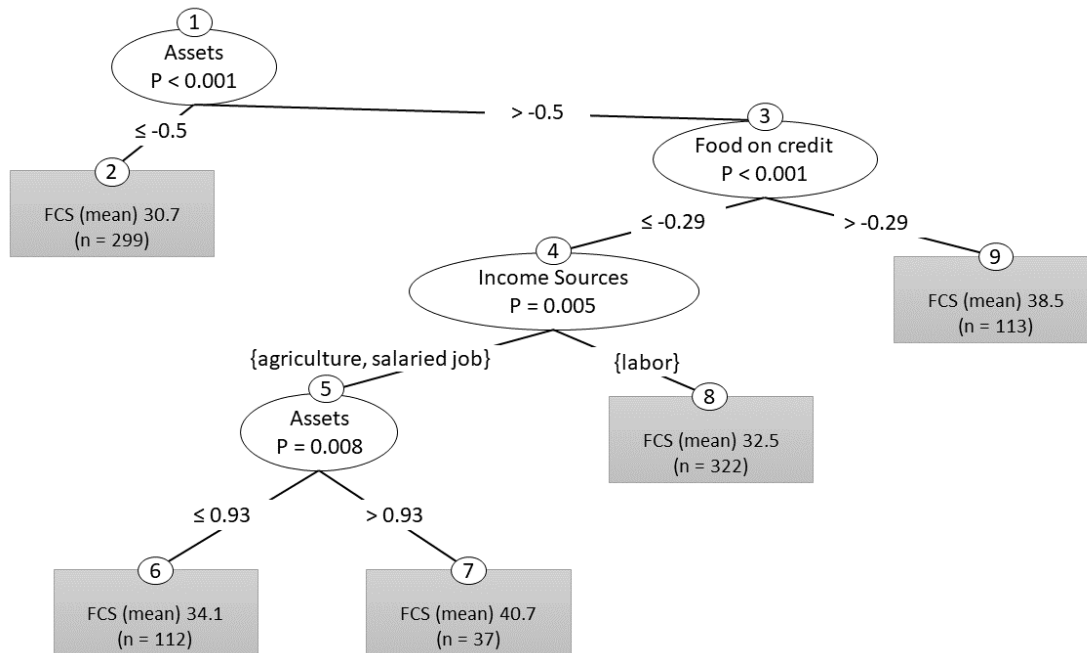 1
Assets
P < 0.001
≤ -0.5
> -0.5
2
FCS (mean) 30.7
(n = 299)
3
Food on credit
P < 0.001
≤ -0.29
> -0.29
4
Income Sources
P = 0.005
9
FCS (mean) 38.5
(n = 113)
{agriculture, salaried job}
{labor}
5
Assets
P = 0.008
8
FCS (mean) 32.5
(n = 322)
≤ 0.93
> 0.93
6
FCS (mean) 34.1
(n = 112)
7
FCS (mean) 40.7
(n = 37)